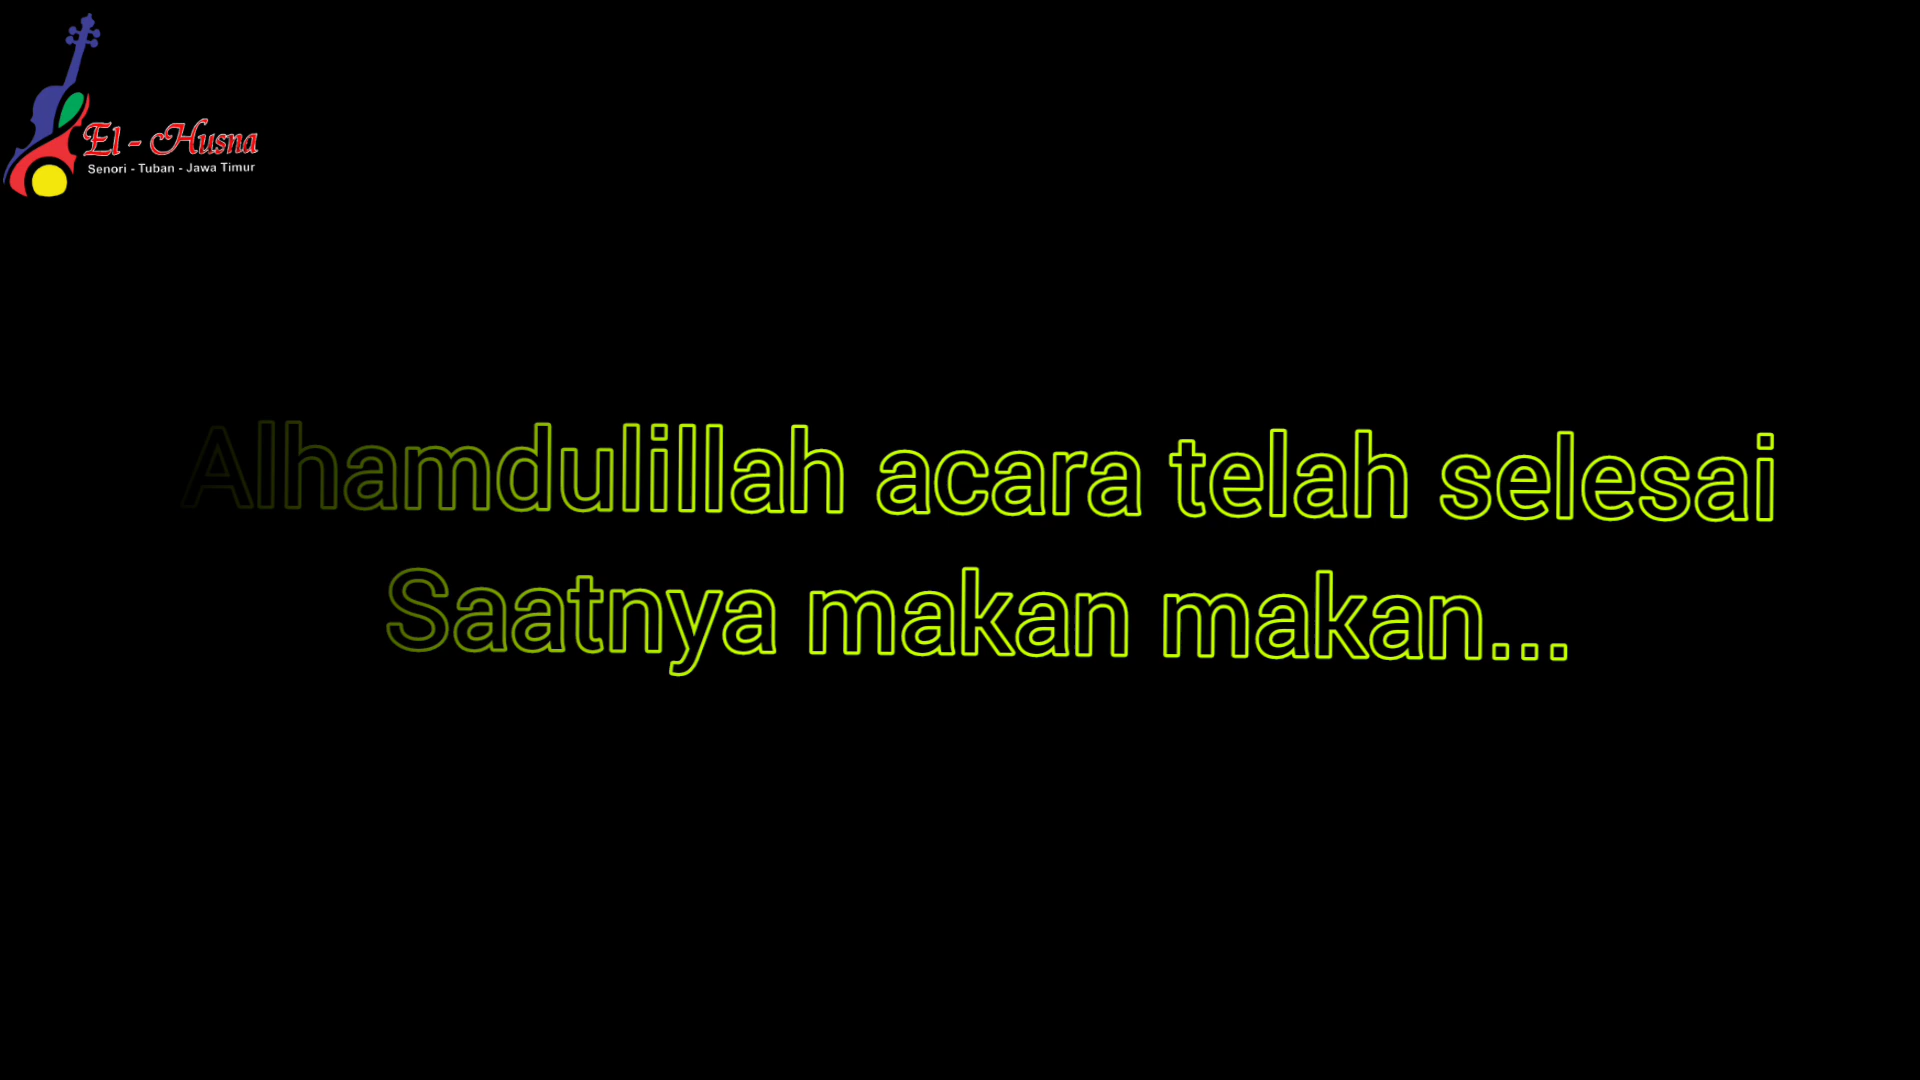 El - Husna
Senori - Tuban - Jawa Timur
Alhamdulillah acara telah selesai
Saatnya makan makan...